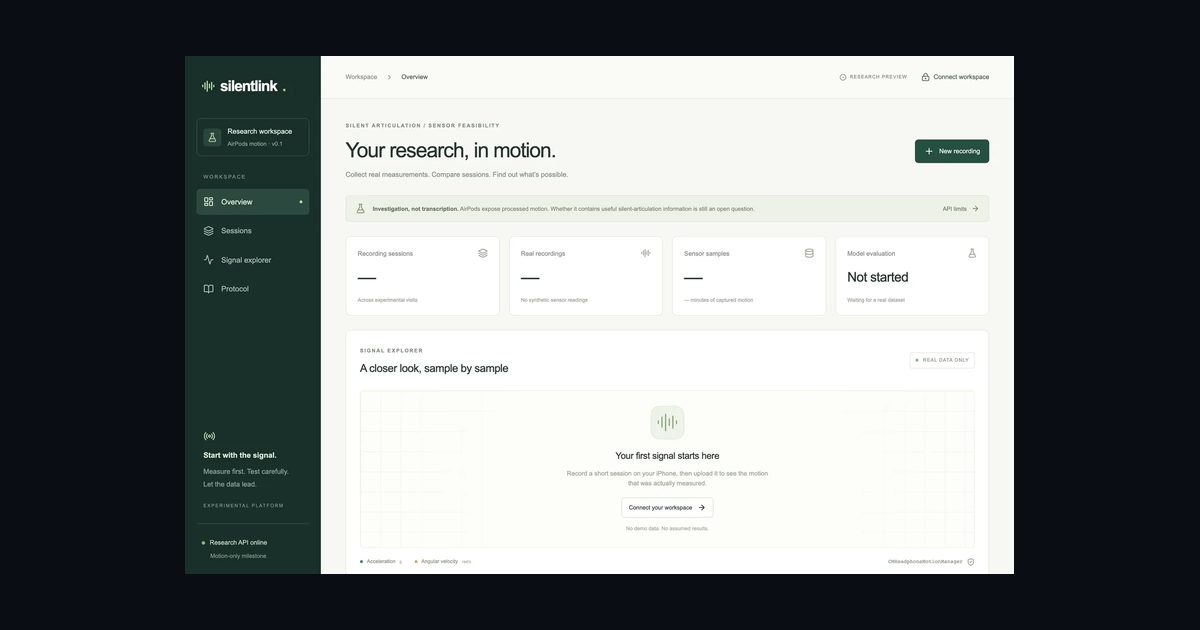 silentlink.
Research workspace
AirPods motion · v0.1
WORKSPACE
Overview
Sessions
Signal explorer
Protocol
Start with the signal.
Measure first. Test carefully.
Let the data lead.
EXPERIMENTAL PLATFORM
Research API online
Motion-only milestone
Workspace > Overview
RESEARCH PREVIEW
Connect workspace
SILENT ARTICULATION / SENSOR FEASIBILITY
Your research, in motion.
Collect real measurements. Compare sessions. Find out what's possible.
+ New recording
Investigation, not transcription. AirPods expose processed motion. Whether it contains useful silent-articulation information is still an open question.
API limits →
Recording sessions
—
Across experimental visits
Real recordings
—
No synthetic sensor readings
Sensor samples
—
— minutes of captured motion
Model evaluation
Not started
Waiting for a real dataset
SIGNAL EXPLORER
A closer look, sample by sample
REAL DATA ONLY
Your first signal starts here
Record a short session on your iPhone, then upload it to see the motion
that was actually measured.
Connect your workspace →
No demo data. No assumed results.
Acceleration g
Angular velocity rad/s
CMHeadphoneMotionManager